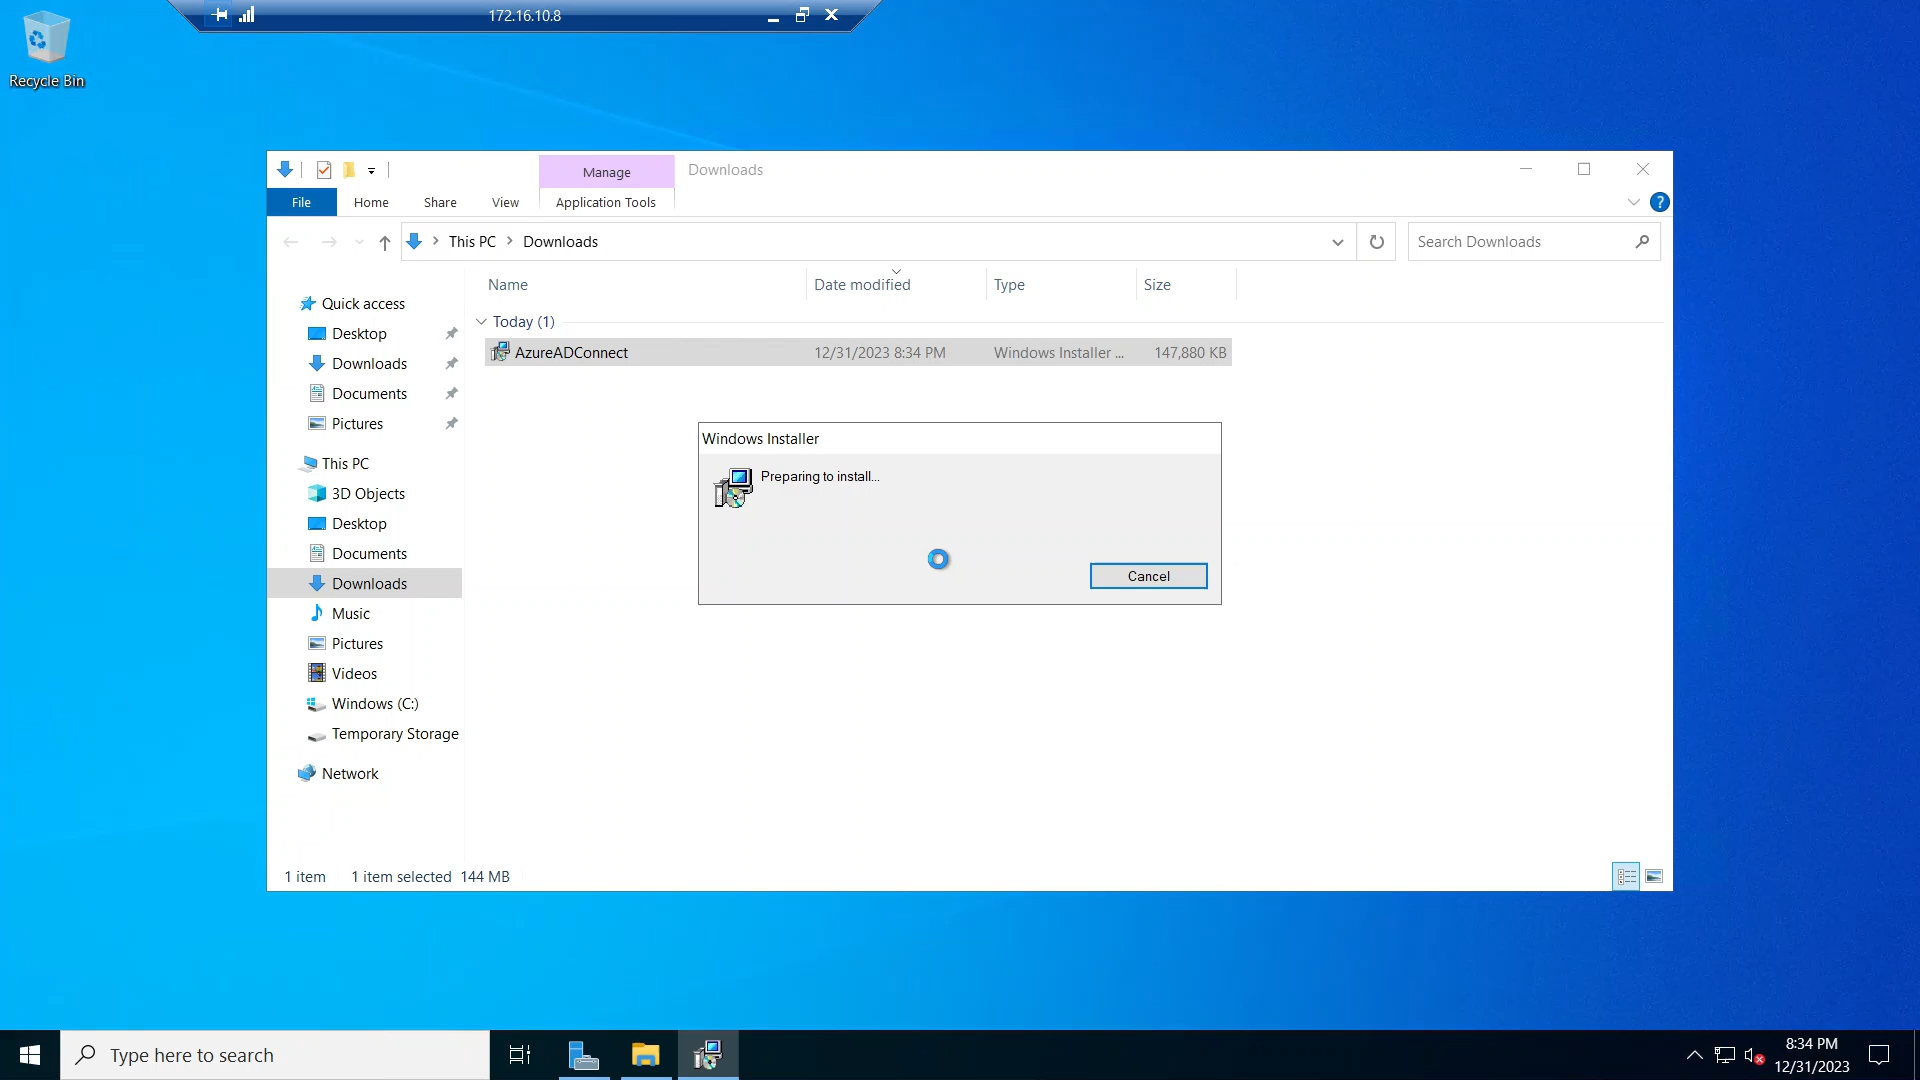 172.16.10.8
Recycle Bin
Manage
Downloads
File
Home
Share
View
Application Tools
This PC
Downloads
Search Downloads
Name
Date modified
Type
Size
Quick access
Desktop
Downloads
Documents
Pictures
This PC
3D Objects
Desktop
Documents
Downloads
Music
Pictures
Videos
Windows (C:)
Temporary Storage
Network
Today (1)
AzureADConnect
12/31/2023 8:34 PM
Windows Installer ...
147,880 KB
Windows Installer
Preparing to install...
Cancel
1 item
1 item selected 144 MB
Type here to search
8:34 PM
12/31/2023